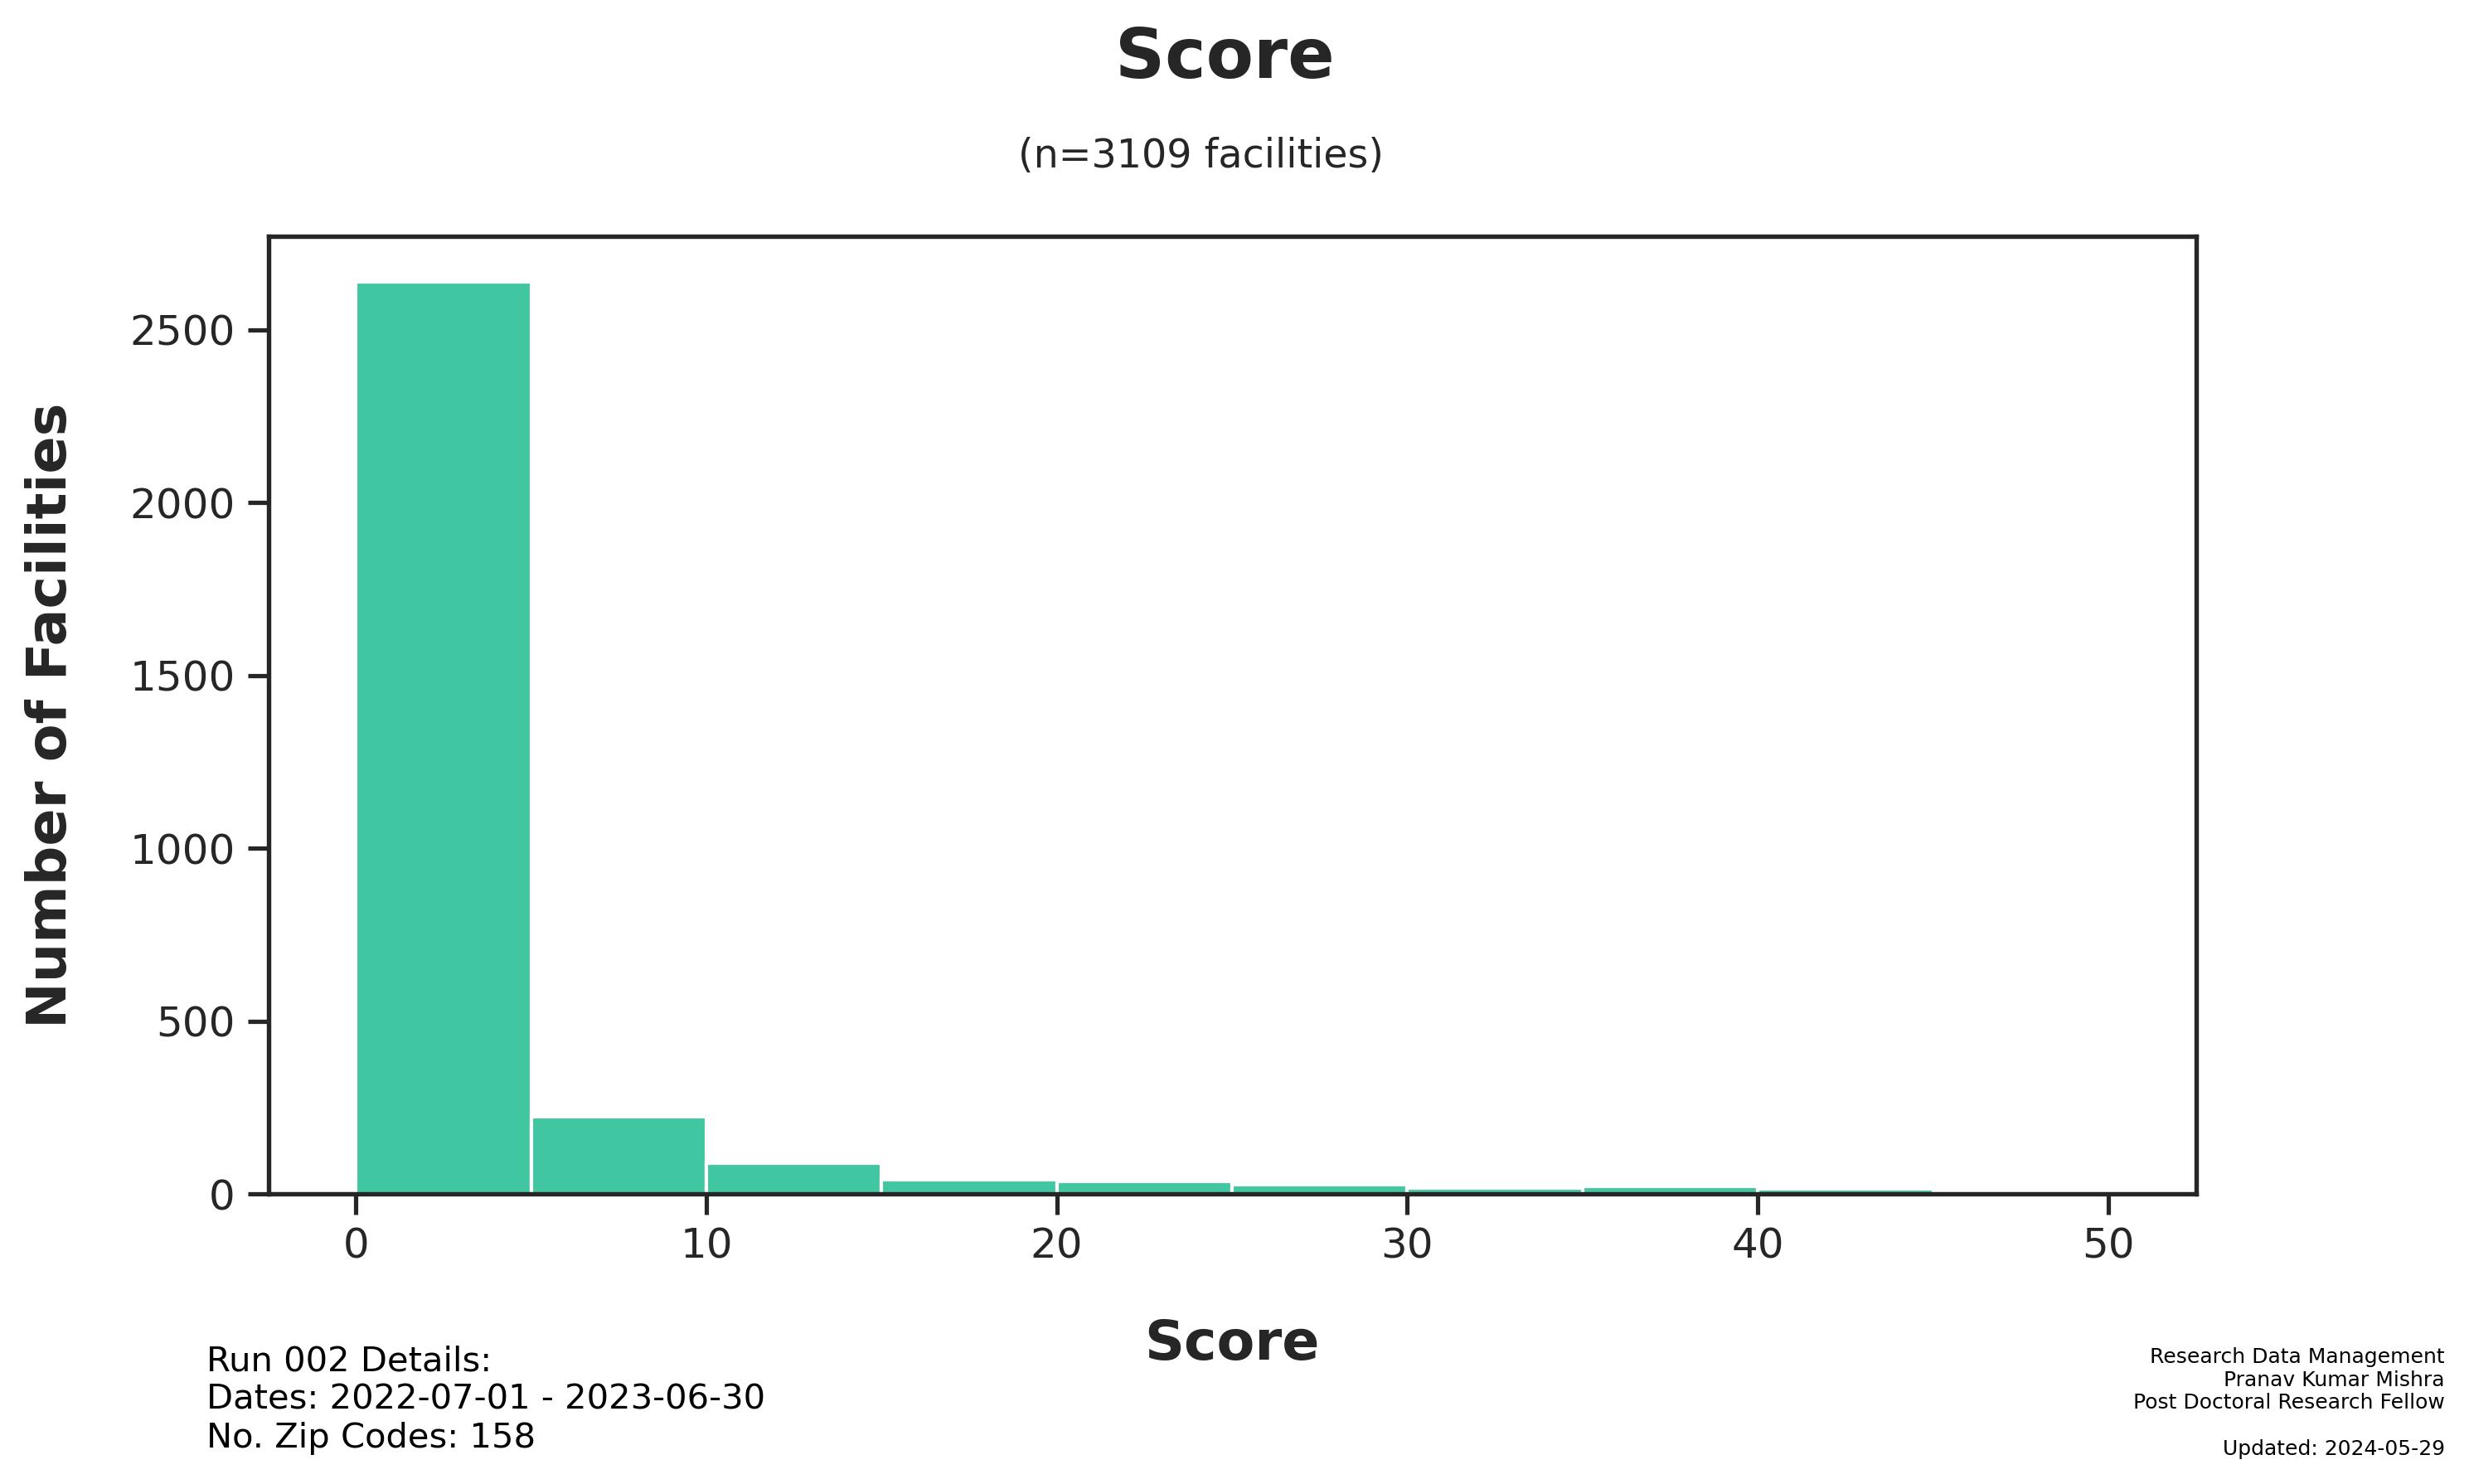 Score
(n=3109 facilities)
Number of Facilities
2500
2000
1500
1000
500
0
0 10 20 30 40 50
Score
Run 002 Details:
Dates: 2022-07-01 - 2023-06-30
No. Zip Codes: 158
Research Data Management
Pranav Kumar Mishra
Post Doctoral Research Fellow
Updated: 2024-05-29